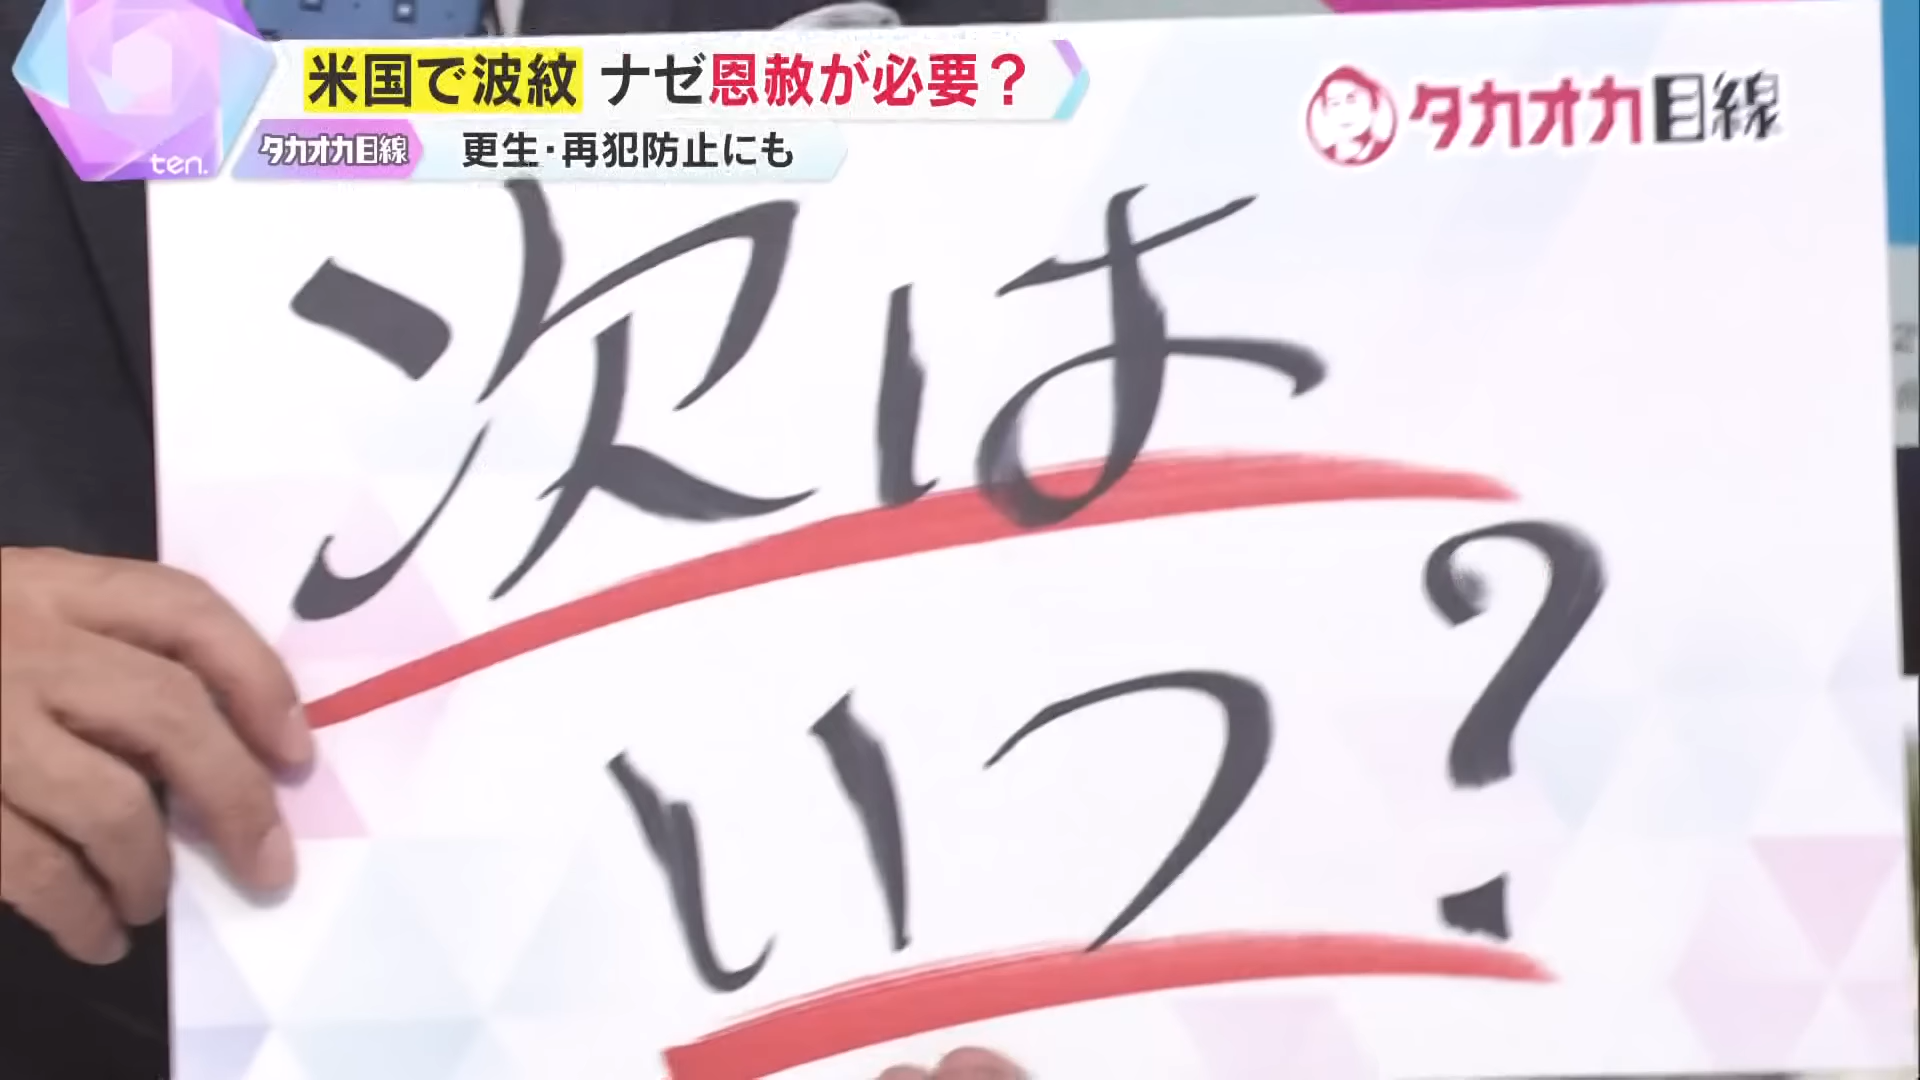 米国で波紋 ナゼ恩赦が必要？
タカオカ目線
更生・再犯防止にも
ten.
タカオカ目線
次は
いつ？